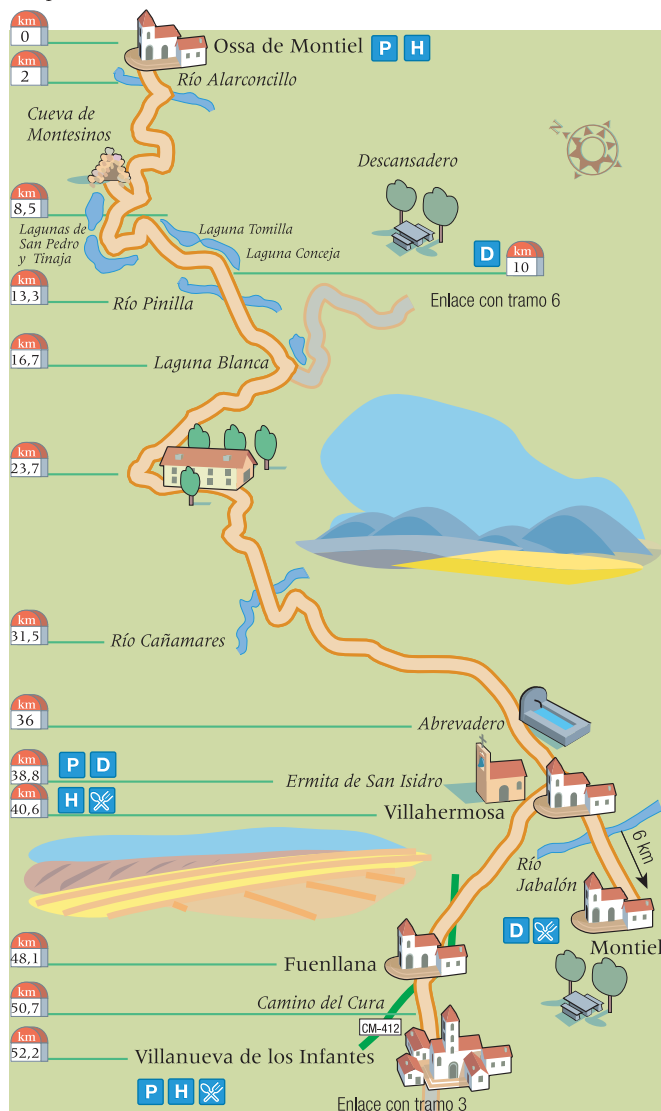 km
0
Ossa de Montiel P H
km
2
Río Alarconcillo
Cueva de
Montesinos
N
Descansadero
km
8,5
Lagunas de
San Pedro
y Tinaja
Laguna Tomilla
Laguna Conceja
D
km
10
km
13,3
Río Pinilla
Enlace con tramo 6
km
16,7
Laguna Blanca
km
23,7
km
31,5
Río Cañamares
km
36
Abrevadero
km
38,8
P D
Ermita de San Isidro
km
40,6
H
Villahermosa
6 km
Río
Jabalón
D
Montiel
km
48,1
Fuenllana
km
50,7
Camino del Cura
CM-412
km
52,2
Villanueva de los Infantes
P H
Enlace con tramo 3